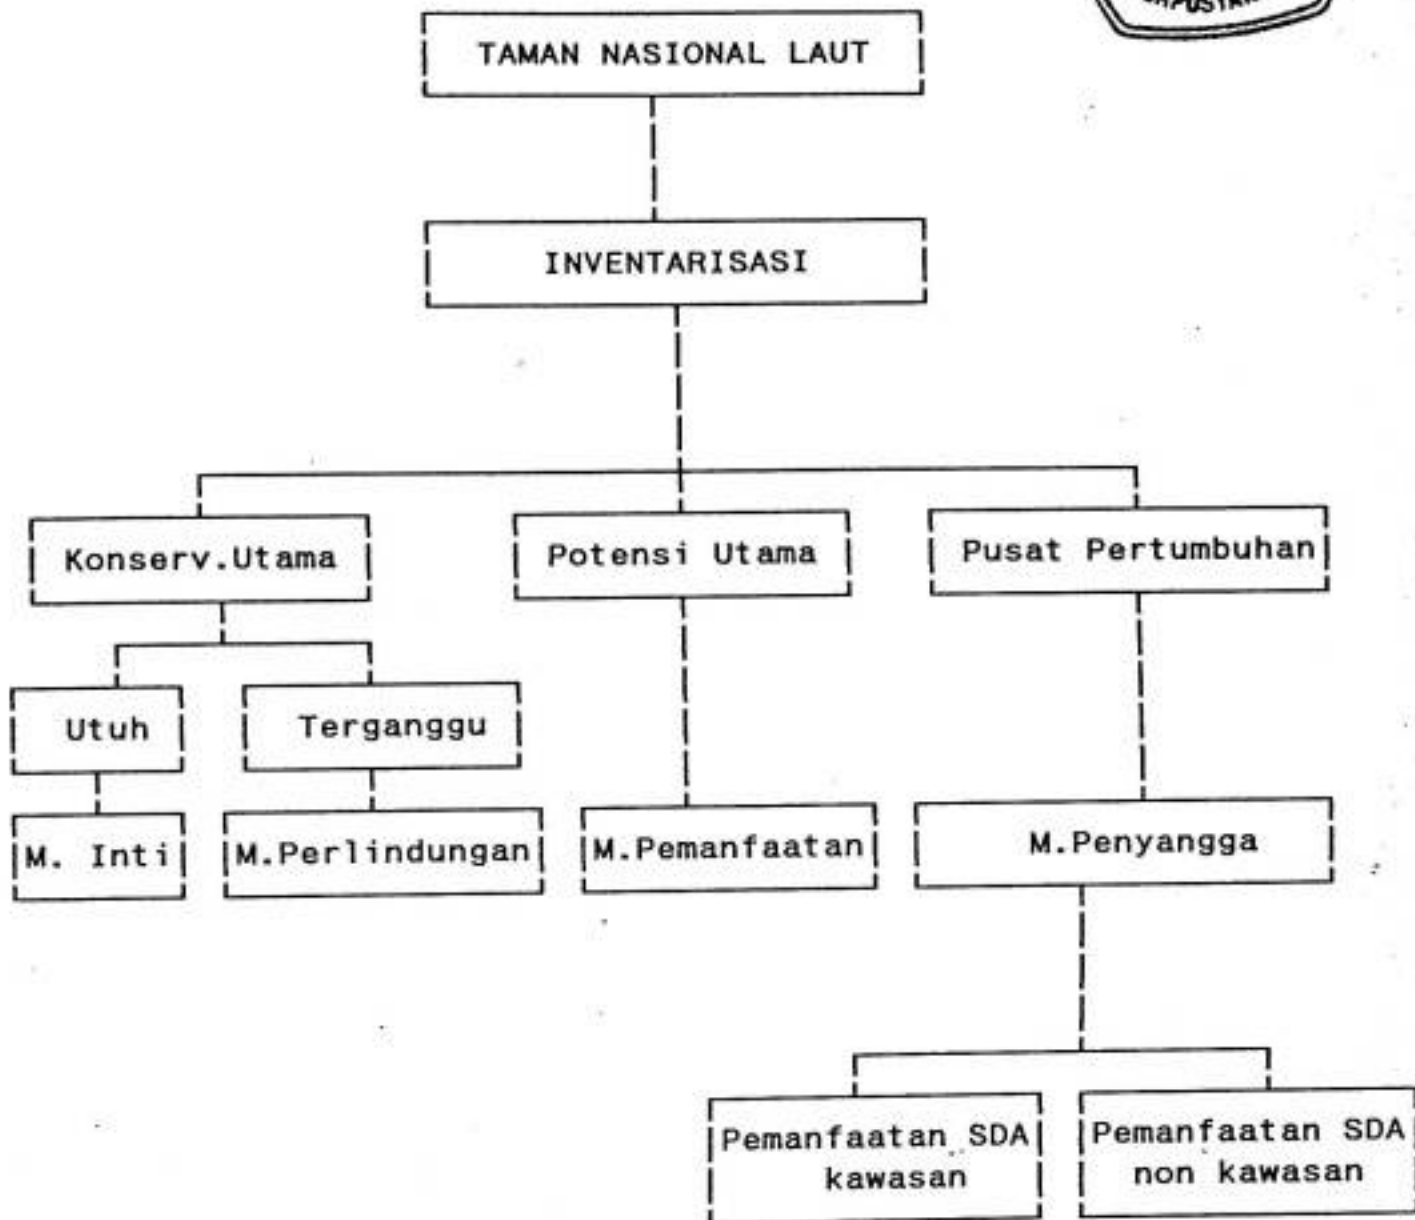 TAMAN NASIONAL LAUT
INVENTARISASI
Konserv.Utama
Potensi Utama
Pusat Pertumbuhan
Utuh
Terganggu
M. Inti
M.Perlindungan
M.Pemanfaatan
M.Penyangga
Pemanfaatan SDA
kawasan
Pemanfaatan SDA
non kawasan